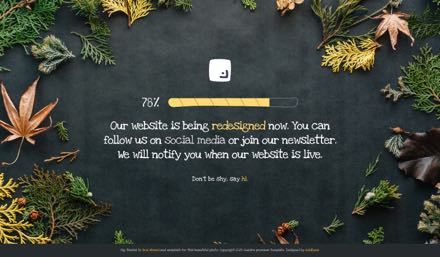 78%
Our website is being redesigned now. You can
follow us on social media or join our newsletter.
We will notify you when our website is live.
Don't be shy, say hi.